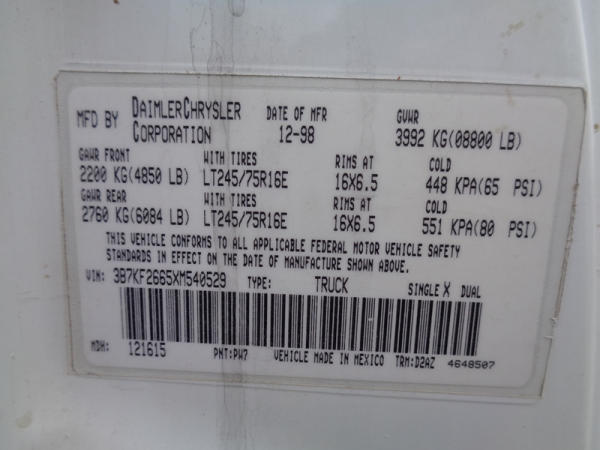 MFD BY DAIMLERCHRYSLER CORPORATION DATE OF MFR 12-98 GVWR 3992 KG(08800 LB)
GAWR FRONT WITH TIRES RIMS AT COLD
2200 KG(4850 LB) LT245/75R16E 16X6.5 448 KPA(65 PSI)
GAWR REAR WITH TIRES RIMS AT COLD
2760 KG(6084 LB) LT245/75R16E 16X6.5 551 KPA(80 PSI)
THIS VEHICLE CONFORMS TO ALL APPLICABLE FEDERAL MOTOR VEHICLE SAFETY
STANDARDS IN EFFECT ON THE DATE OF MANUFACTURE SHOWN ABOVE.
VIN: 3B7KF2665XM540529 TYPE: TRUCK SINGLE X DUAL
MDH: 121615 PNT:PW7 VEHICLE MADE IN MEXICO TRM:D2AZ 4648507